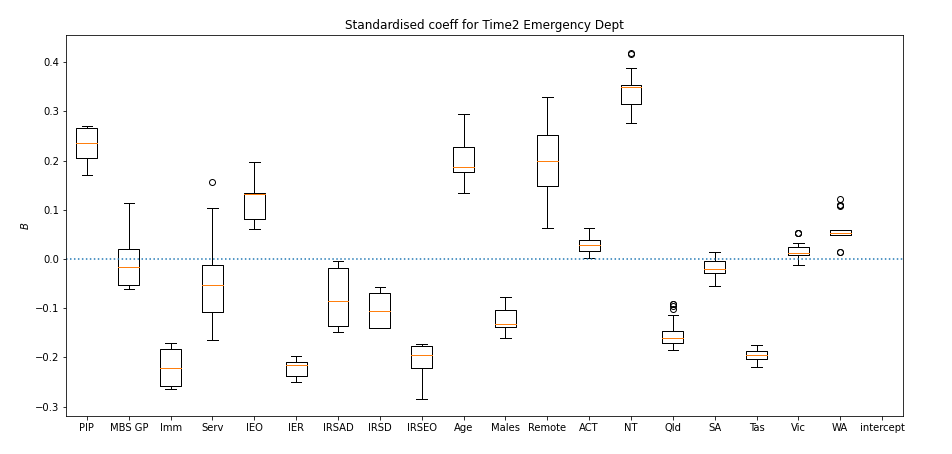 Standardised coeff for Time2 Emergency Dept
0.4
0.3
0.2
0.1
0.0
−0.1
−0.2
−0.3
B
PIP MBS GP Imm Serv IEO IER IRSAD IRSD IRSEO Age Males Remote ACT NT Qld SA Tas Vic WA intercept